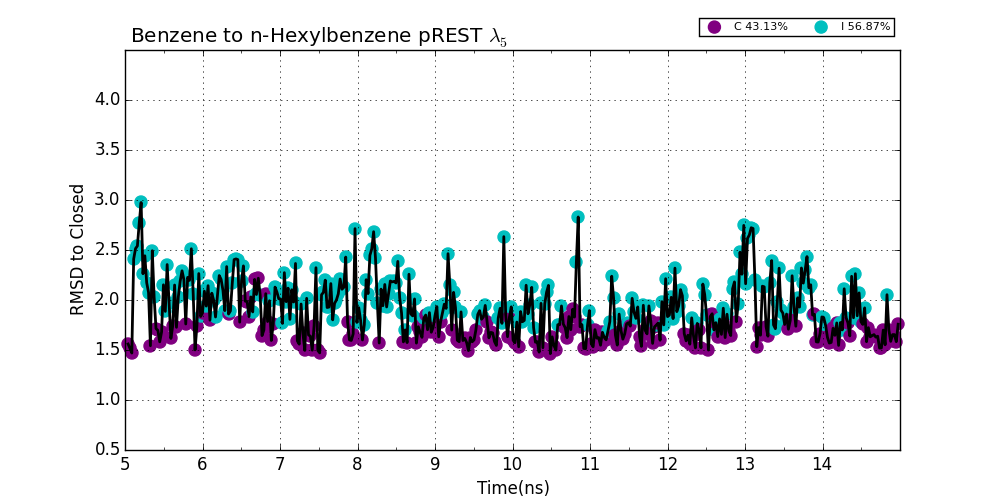 Benzene to n-Hexylbenzene pREST λ5
C 43.13% I 56.87%
RMSD to Closed
4.0
3.5
3.0
2.5
2.0
1.5
1.0
0.5
5 6 7 8 9 10 11 12 13 14
Time(ns)